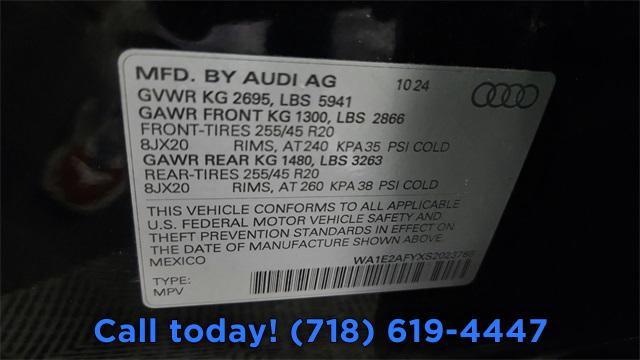 MFD. BY AUDI AG 10 24
GVWR KG 2695, LBS 5941
GAWR FRONT KG 1300, LBS 2866
FRONT-TIRES 255/45 R20
8JX20 RIMS, AT 240 KPA 35 PSI COLD
GAWR REAR KG 1480, LBS 3263
REAR-TIRES 255/45 R20
8JX20 RIMS, AT 260 KPA 38 PSI COLD
THIS VEHICLE CONFORMS TO ALL APPLICABLE
U.S. FEDERAL MOTOR VEHICLE SAFETY AND
THEFT PREVENTION STANDARDS IN EFFECT ON
THE DATE OF MANUFACTURE SHOWN ABOVE.
MEXICO
TYPE:
MPV
Call today! (718) 619-4447